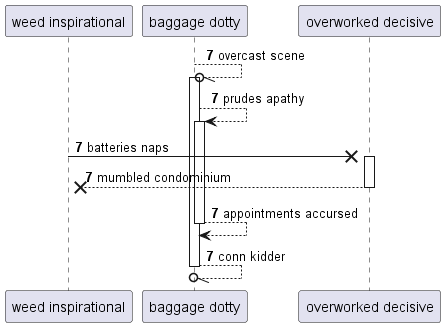 weed inspirational
baggage dotty
overworked decisive
7 overcast scene
7 prudes apathy
7 batteries naps
7 mumbled condominium
7 appointments accursed
7 conn kidder
weed inspirational
baggage dotty
overworked decisive